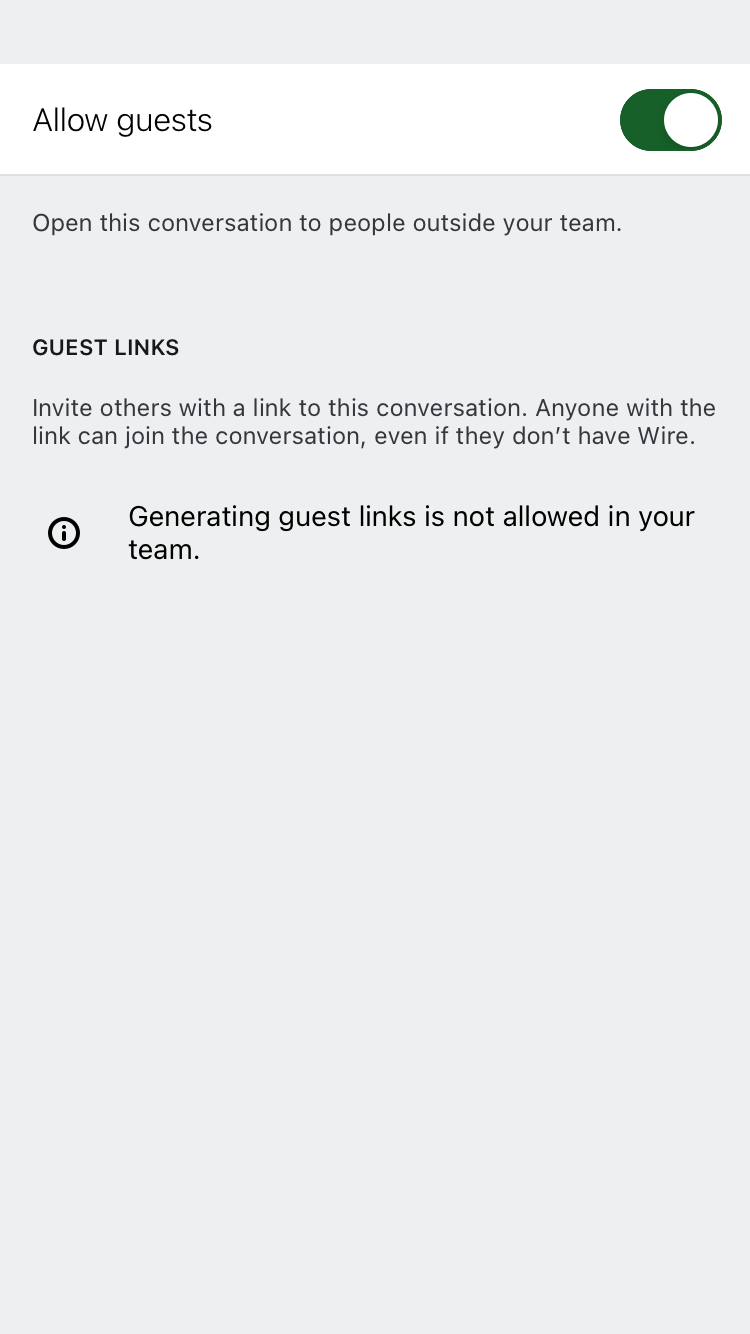 Allow guests
Open this conversation to people outside your team.
GUEST LINKS
Invite others with a link to this conversation. Anyone with the
link can join the conversation, even if they don’t have Wire.
Generating guest links is not allowed in your
team.